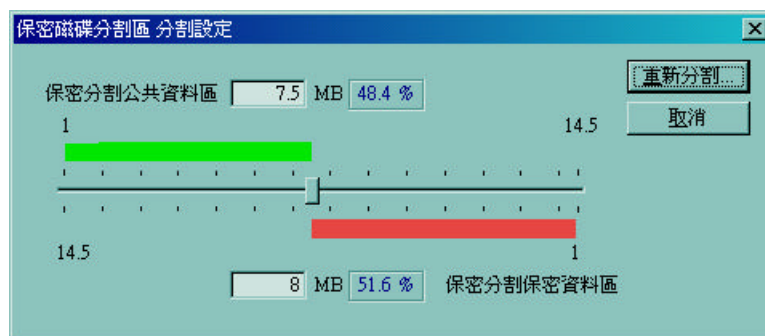 保密磁碟分割區 分割設定
保密分割公共資料區 7.5 MB 48.4 % 重新分割...
取消
1 14.5
14.5 1
8 MB 51.6 % 保密分割保密資料區